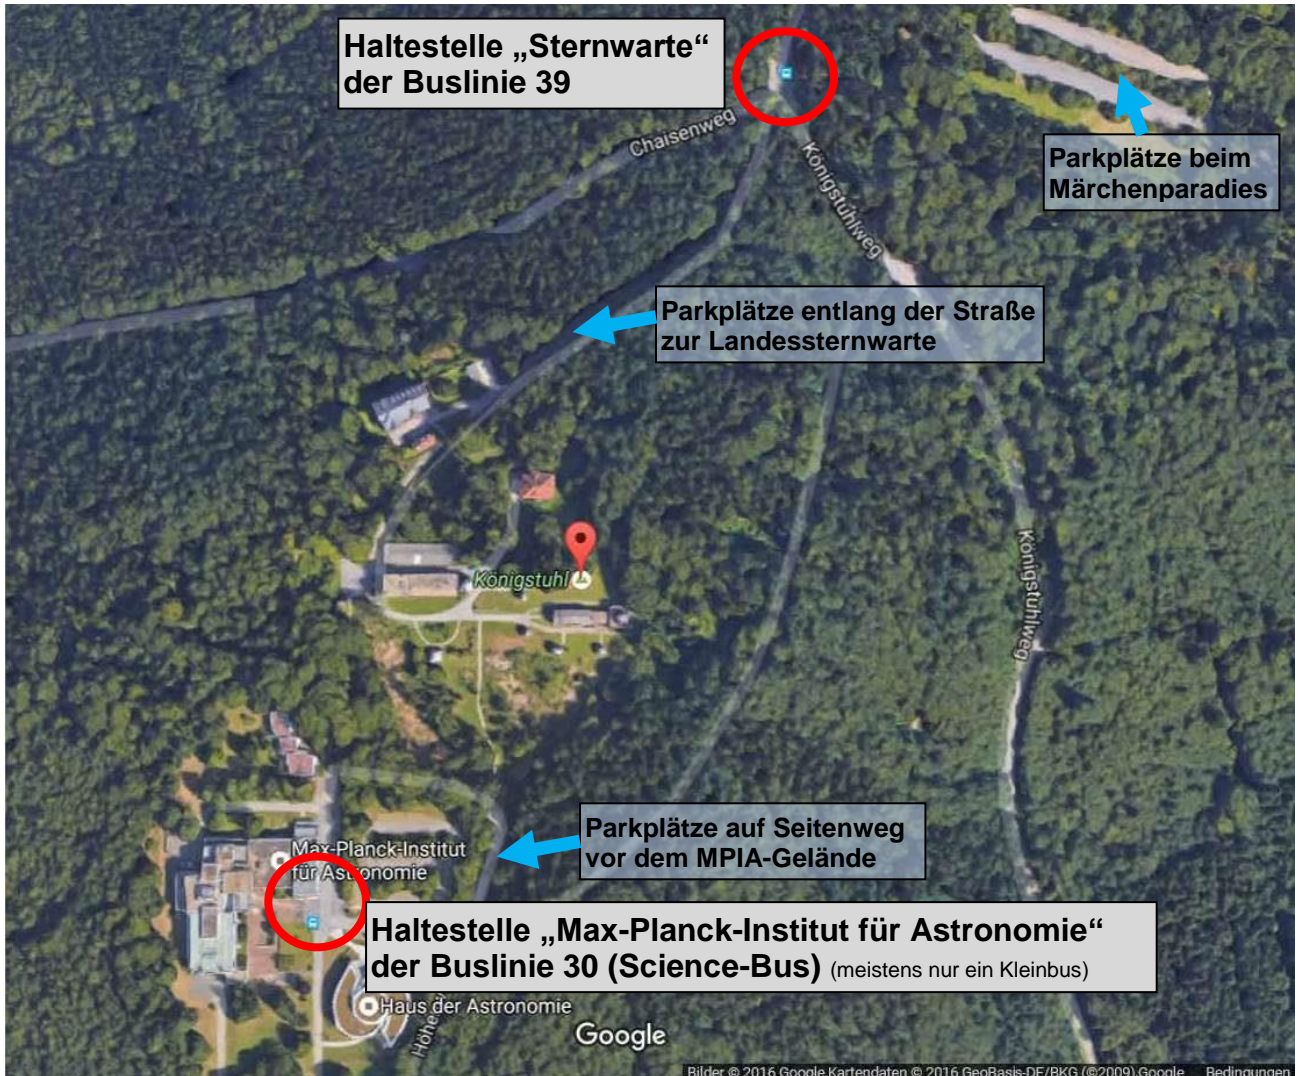 Haltestelle „Sternwarte“
der Buslinie 39
Chaisenweg
Königstuhlweg
Parkplätze beim
Märchenparadies
Parkplätze entlang der Straße
zur Landessternwarte
Königstuhl
Königstuhlweg
Parkplätze auf Seitenweg
vor dem MPIA-Gelände
Max-Planck-Institut
für Astronomie
Haltestelle „Max-Planck-Institut für Astronomie“
der Buslinie 30 (Science-Bus) (meistens nur ein Kleinbus)
Haus der Astronomie
Google
Bilder © 2016 Google Kartendaten © 2016 GeoBasis-DE/BKG (©2009) Google Bedingungen